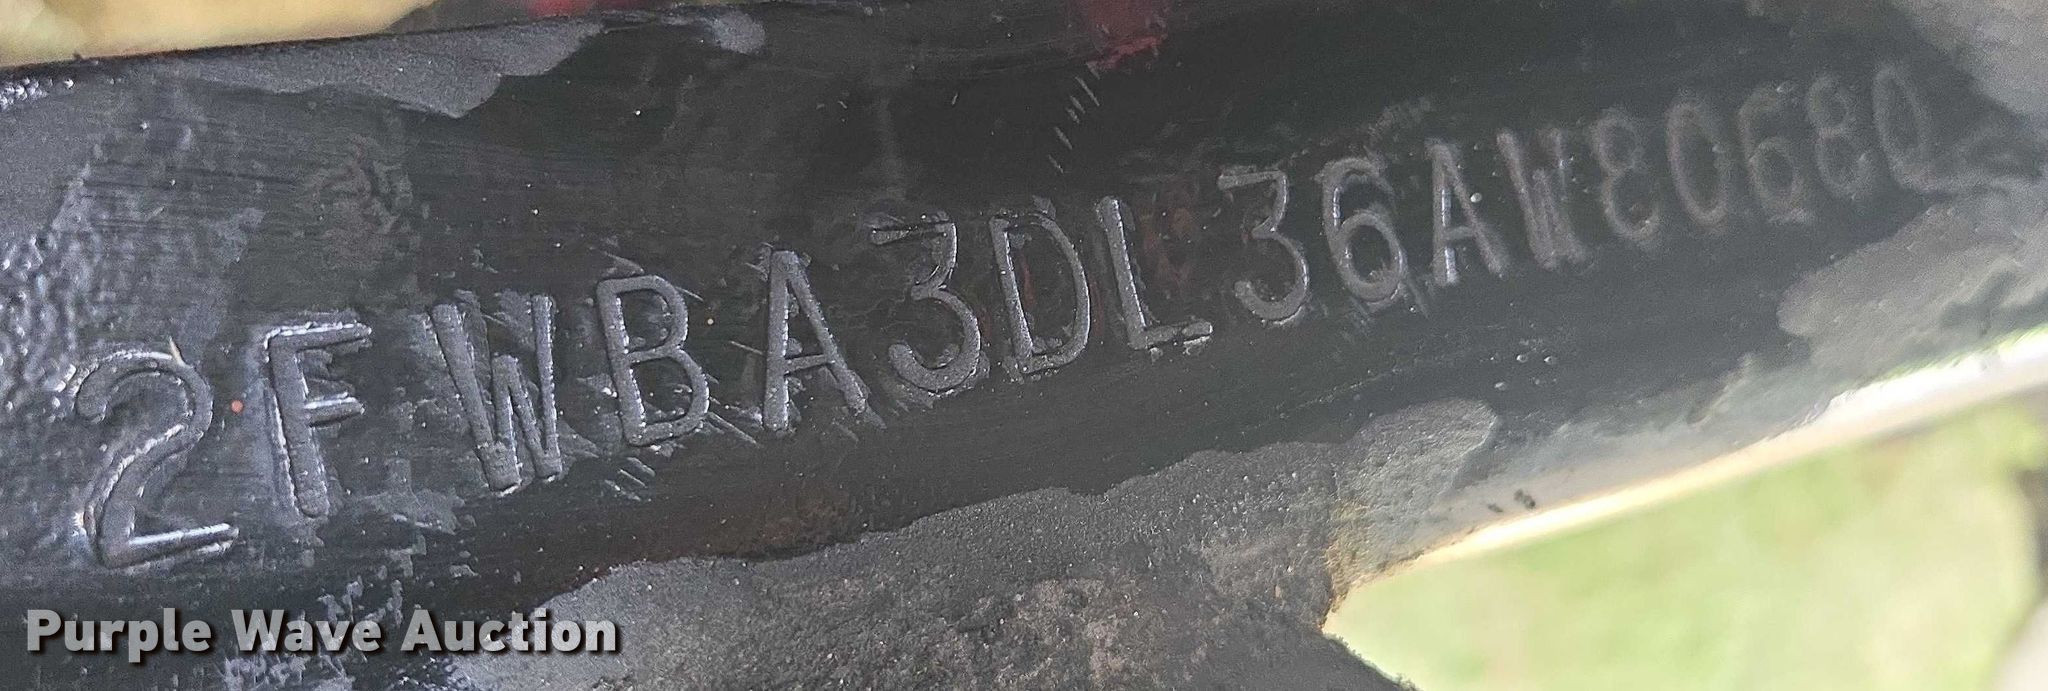 2FWBA3DL36AW80680
Purple Wave Auction